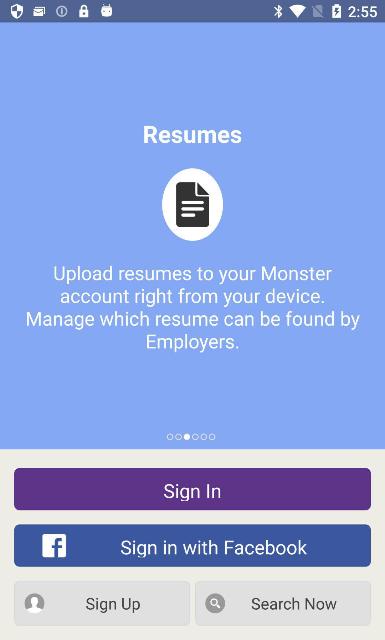 2:55
Resumes
Upload resumes to your Monster
account right from your device.
Manage which resume can be found by
Employers.
Sign In
Sign in with Facebook
Sign Up
Search Now